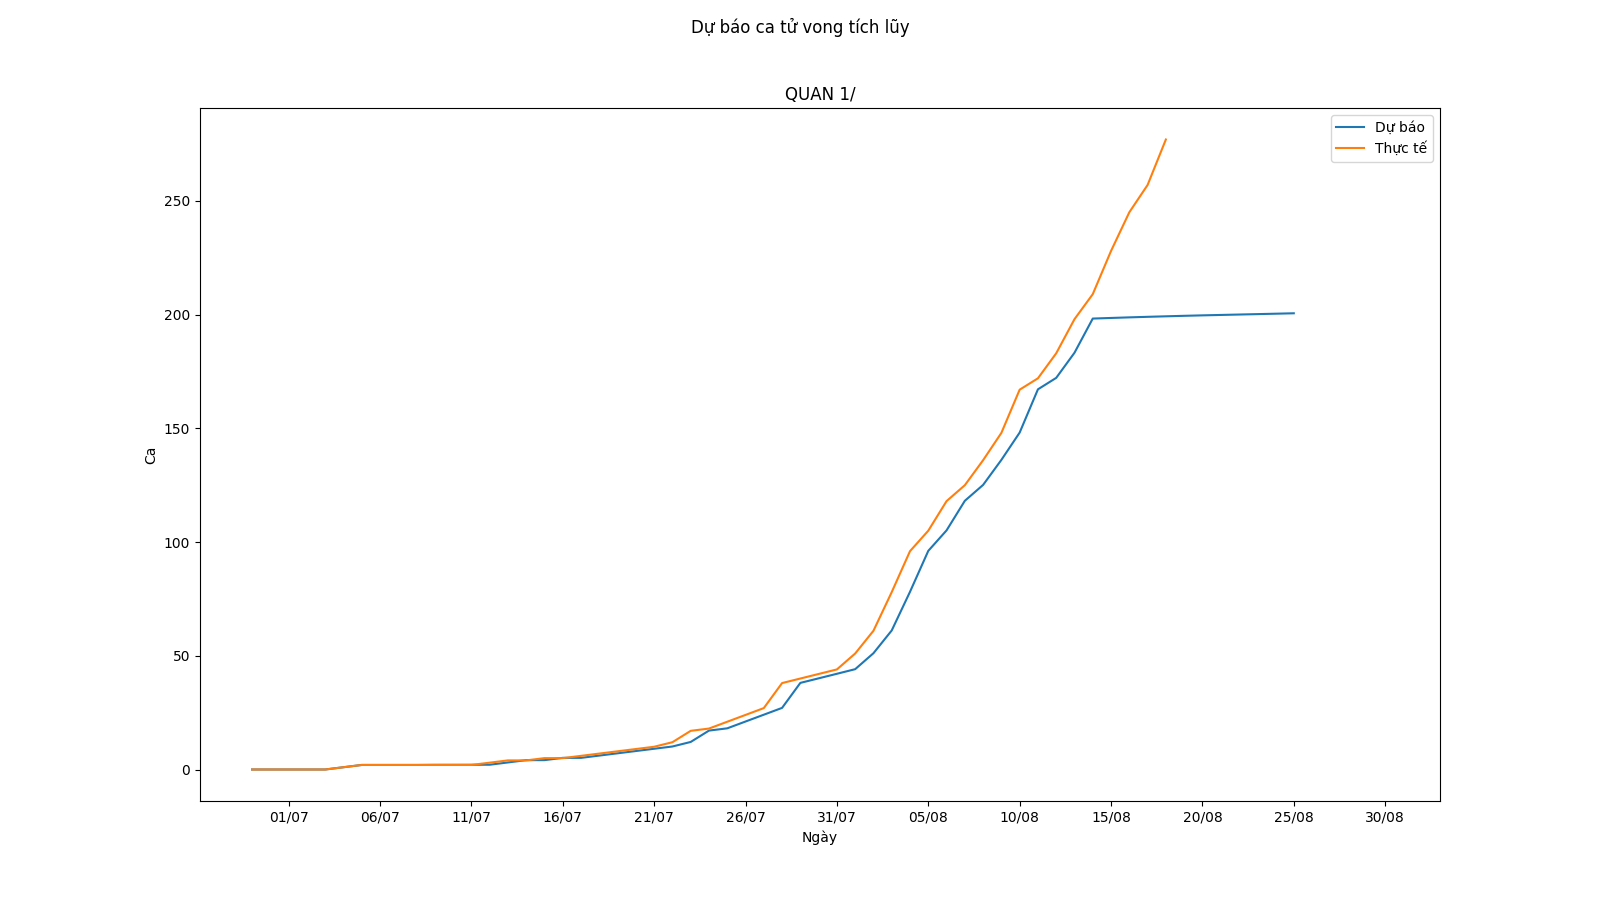 Dự báo ca tử vong tích lũy
QUAN 1/
Dự báo
Thực tế
250
200
150
100
50
0
Ca
01/07 06/07 11/07 16/07 21/07 26/07 31/07 05/08 10/08 15/08 20/08 25/08 30/08
Ngày